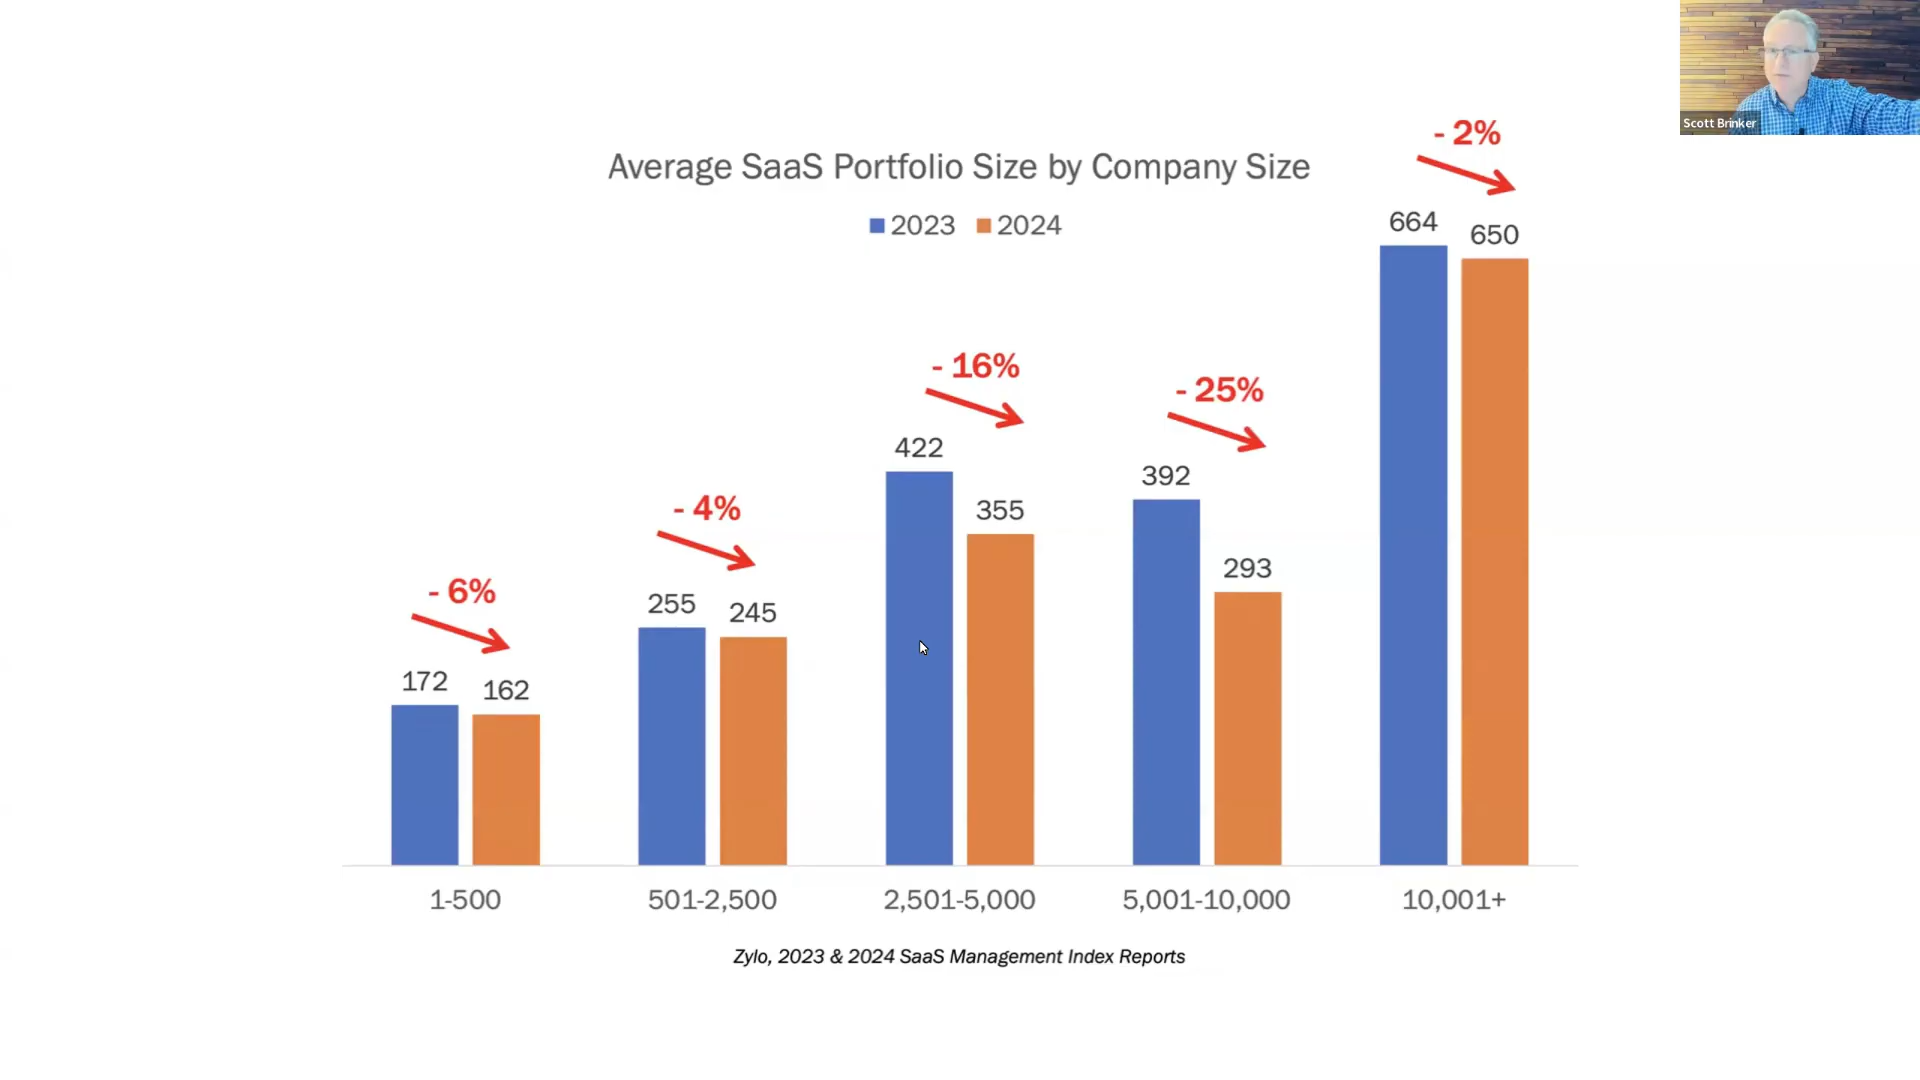 Scott Brinker
Average SaaS Portfolio Size by Company Size
2023 2024
- 6%
172 162
- 4%
255 245
- 16%
422 355
- 25%
392 293
- 2%
664 650
1-500 501-2,500 2,501-5,000 5,001-10,000 10,001+
Zylo, 2023 & 2024 SaaS Management Index Reports